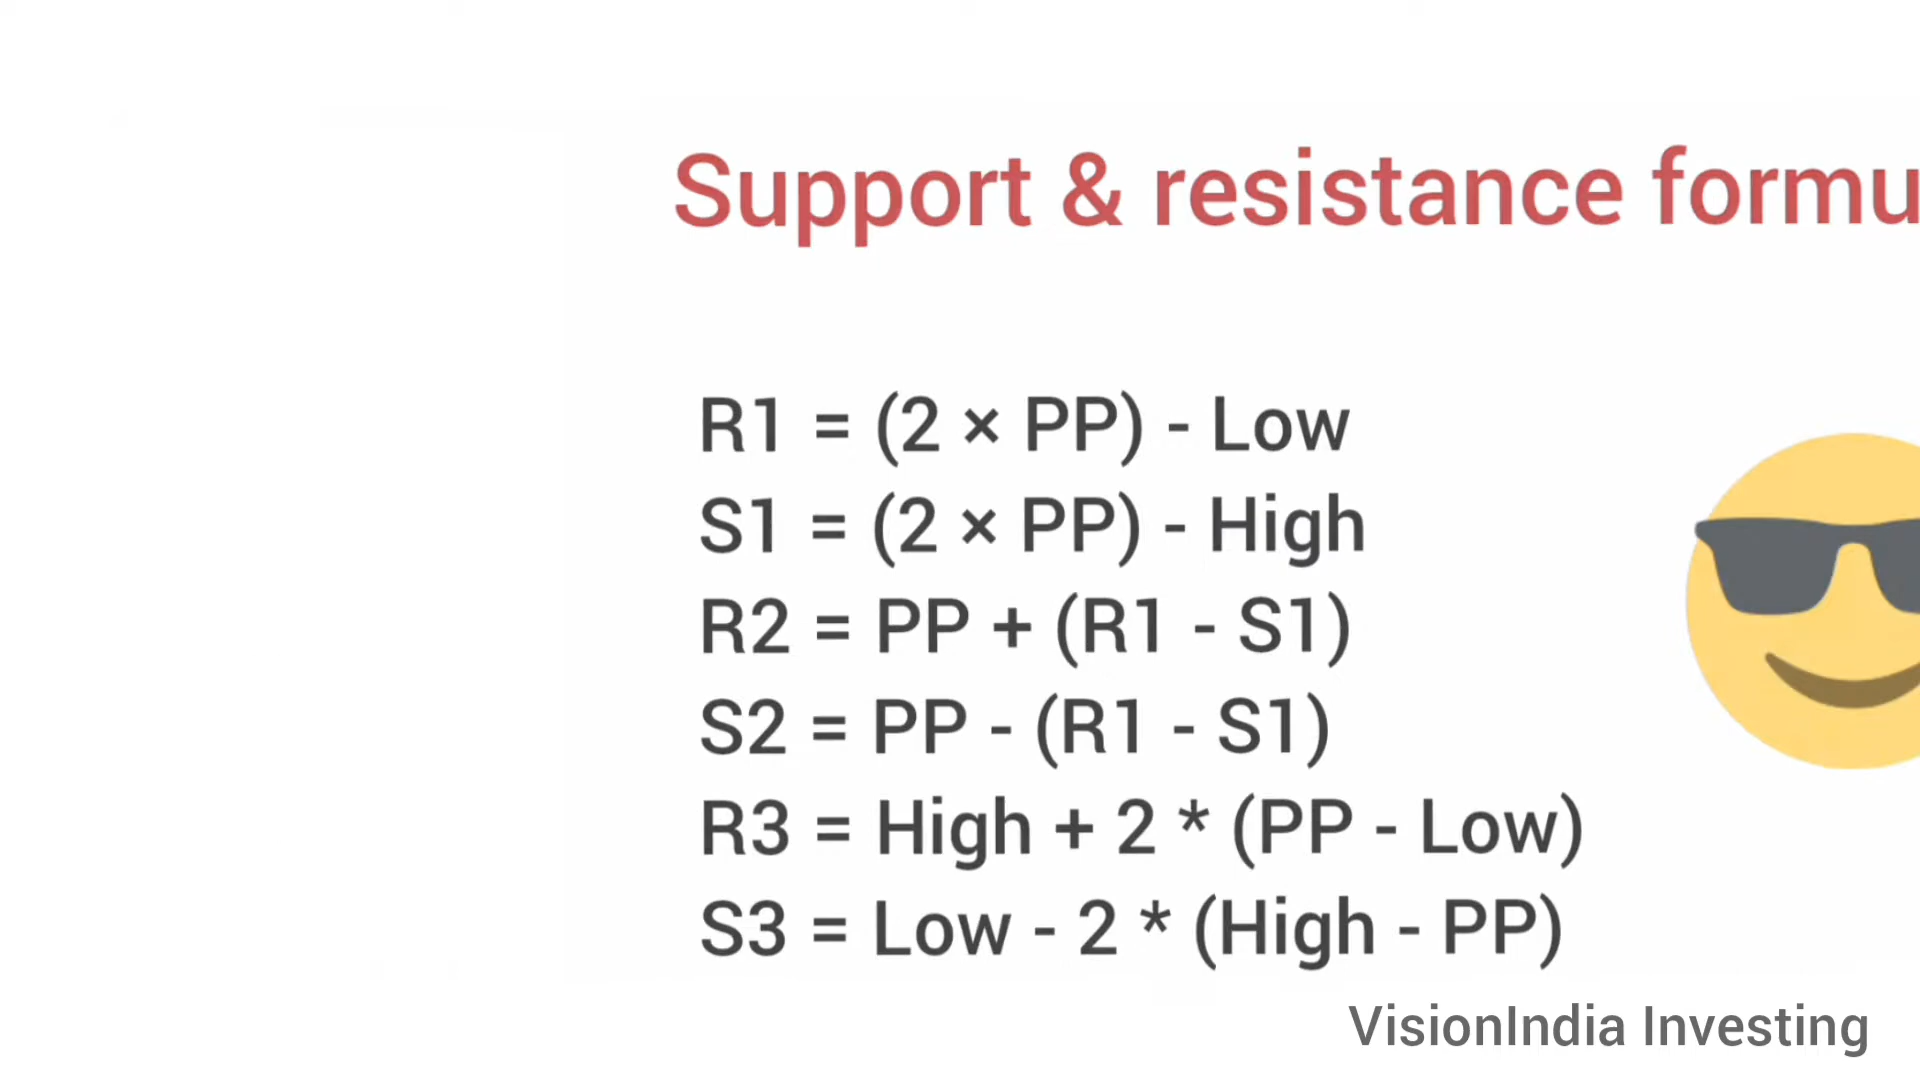 Support & resistance formu
R1 = (2 × PP) - Low
S1 = (2 × PP) - High
R2 = PP + (R1 - S1)
S2 = PP - (R1 - S1)
R3 = High + 2 * (PP - Low)
S3 = Low - 2 * (High - PP)
VisionIndia Investing